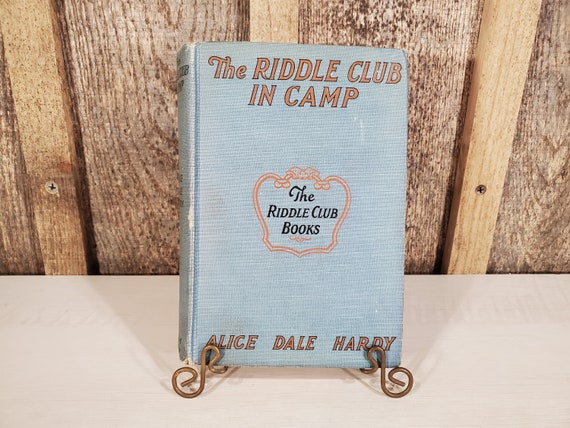 The RIDDLE CLUB
IN CAMP
The
RIDDLE CLUB
BOOKS
ALICE DALE HARDY